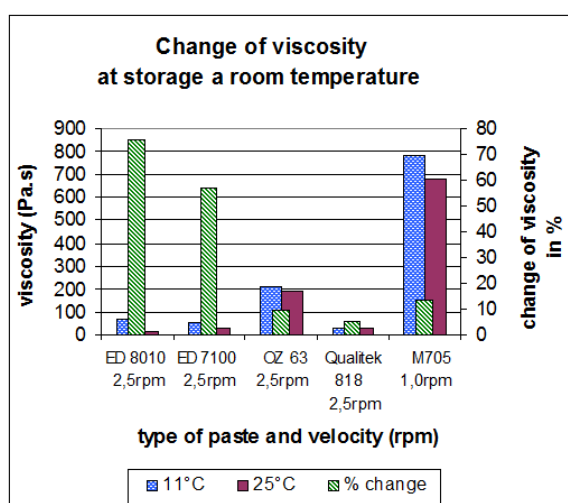 Change of viscosity
at storage a room temperature
viscosity (Pa.s)
900
800
700
600
500
400
300
200
100
0
change of viscosity
in %
80
70
60
50
40
30
20
10
0
ED 8010
2,5rpm
ED 7100
2,5rpm
OZ 63
2,5rpm
Qualitek
818
2,5rpm
M705
1,0rpm
type of paste and velocity (rpm)
11°C 25°C % change